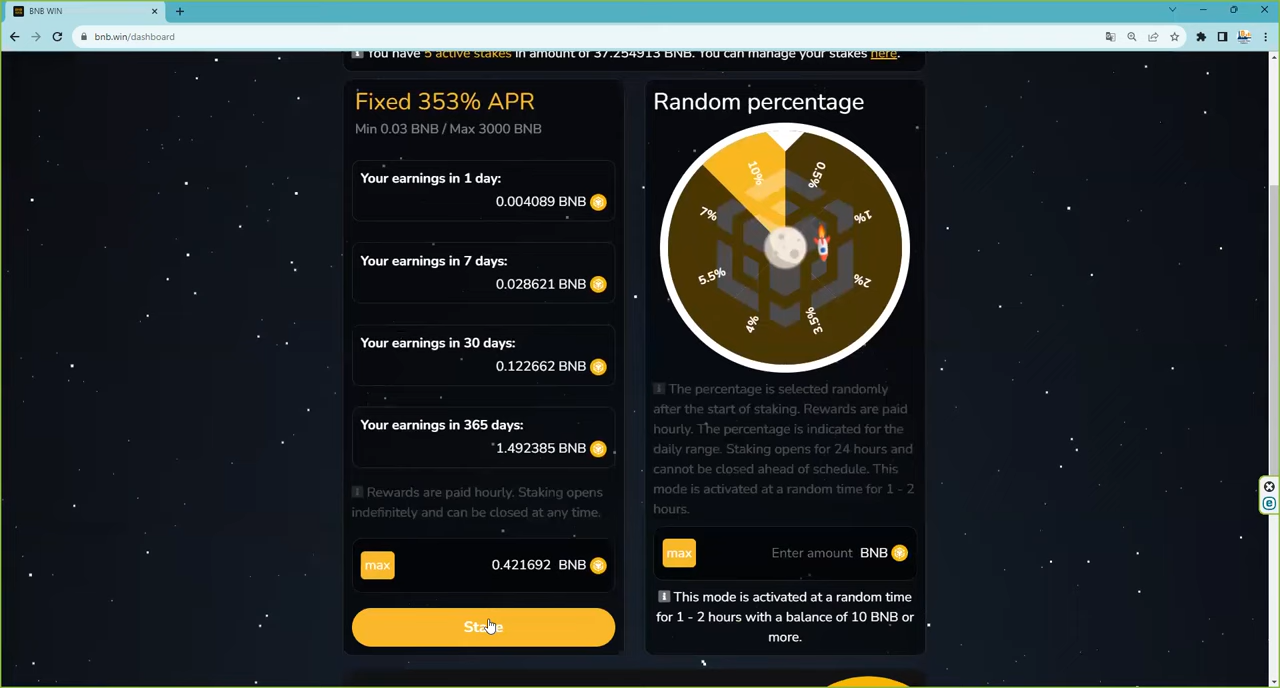 BNB WIN
bnb.win/dashboard
You have 5 active stakes in amount of 37.254913 BNB. You can manage your stakes here.
Fixed 353% APR
Min 0.03 BNB / Max 3000 BNB
Your earnings in 1 day:
0.004089 BNB
Your earnings in 7 days:
0.028621 BNB
Your earnings in 30 days:
0.122662 BNB
Your earnings in 365 days:
1.492385 BNB
Rewards are paid hourly. Staking opens
indefinitely and can be closed at any time.
max 0.421692 BNB
Stake
Random percentage
10%
0.5%
1%
2%
3.5%
4%
5.5%
7%
The percentage is selected randomly
after the start of staking. Rewards are paid
hourly. The percentage is indicated for the
daily range. Staking opens for 24 hours and
cannot be closed ahead of schedule. This
mode is activated at a random time for 1 - 2
hours.
max Enter amount BNB
This mode is activated at a random time
for 1 - 2 hours with a balance of 10 BNB or
more.